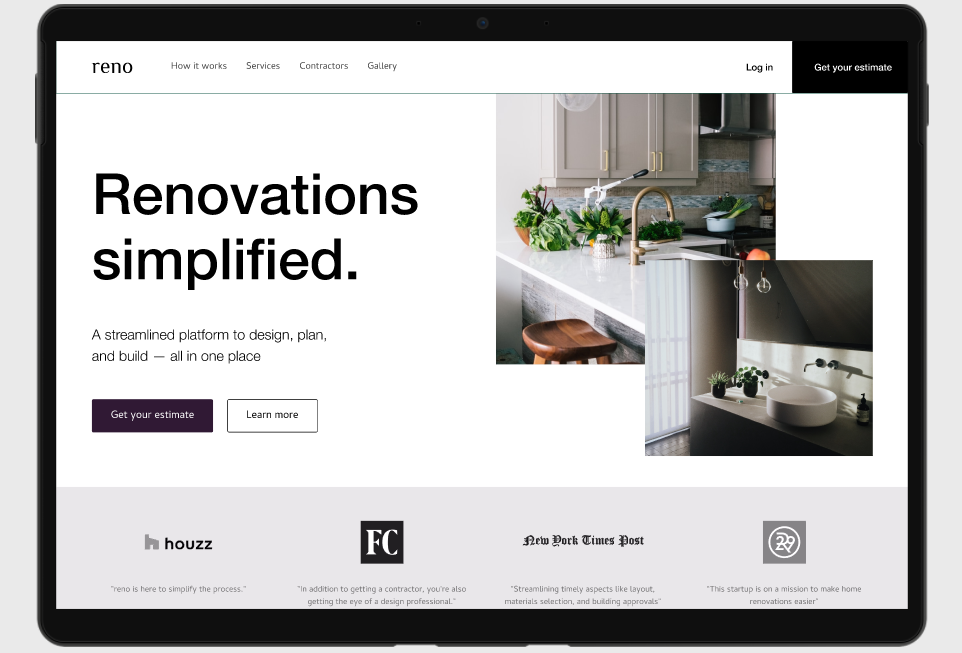 reno
How it works
Services
Contractors
Gallery
Log in
Get your estimate
Renovations
simplified.
A streamlined platform to design, plan,
and build — all in one place
Get your estimate
Learn more
houzz
FC
New York Times Post
R29
"reno is here to simplify the process."
"In addition to getting a contractor, you're also
getting the eye of a design professional."
"Streamlining timely aspects like layout,
materials selection, and building approvals"
"This startup is on a mission to make home
renovations easier"